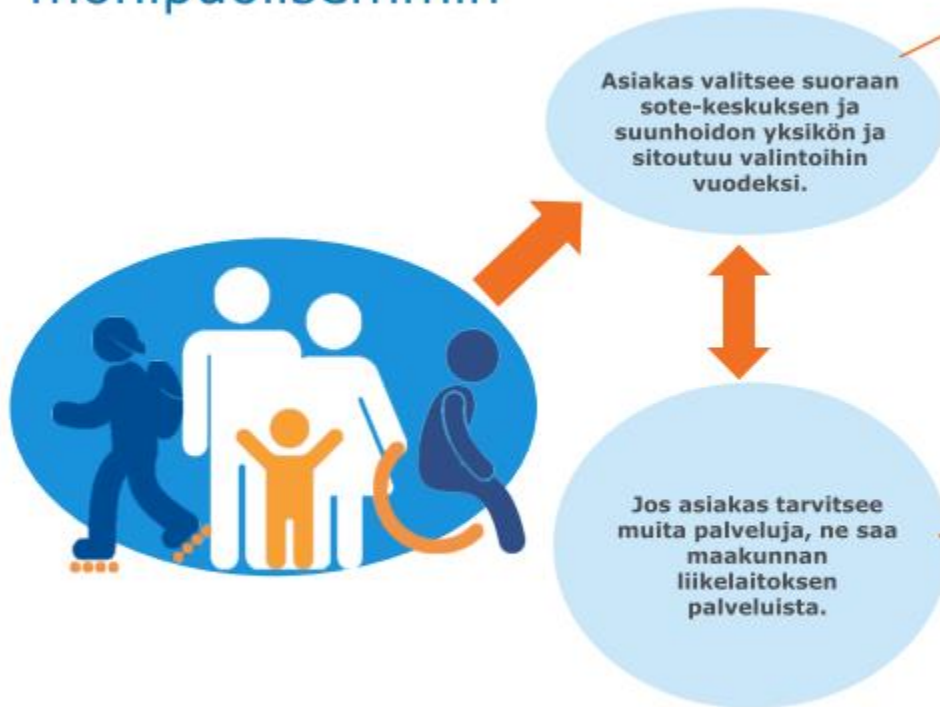 monipuolisemmin
Asiakas valitsee suoraan
sote-keskuksen ja
suunhoidon yksikön ja
sitoutuu valintoihin
vuodeksi.
Jos asiakas tarvitsee
muita palveluja, ne saa
maakunnan
liikelaitoksen
palveluista.